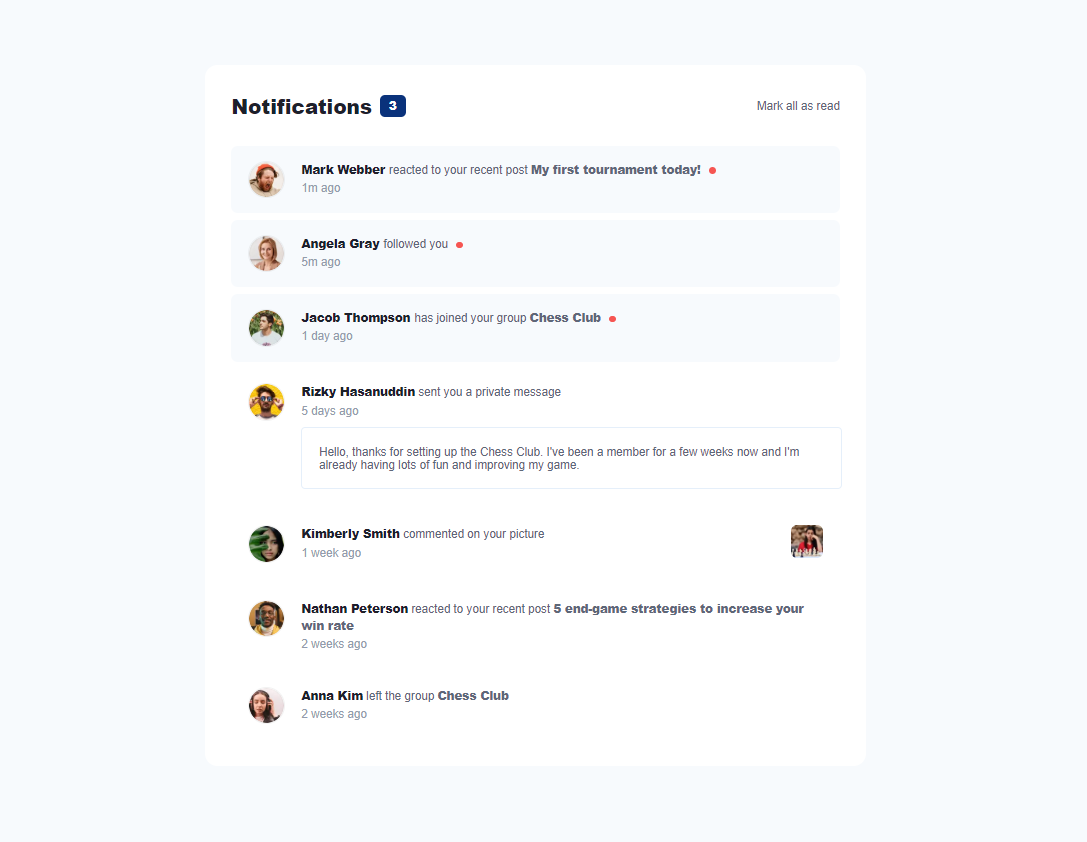 Notifications 3
Mark all as read
Mark Webber reacted to your recent post My first tournament today!
1m ago
Angela Gray followed you
5m ago
Jacob Thompson has joined your group Chess Club
1 day ago
Rizky Hasanuddin sent you a private message
5 days ago
Hello, thanks for setting up the Chess Club. I've been a member for a few weeks now and I'm
already having lots of fun and improving my game.
Kimberly Smith commented on your picture
1 week ago
Nathan Peterson reacted to your recent post 5 end-game strategies to increase your
win rate
2 weeks ago
Anna Kim left the group Chess Club
2 weeks ago